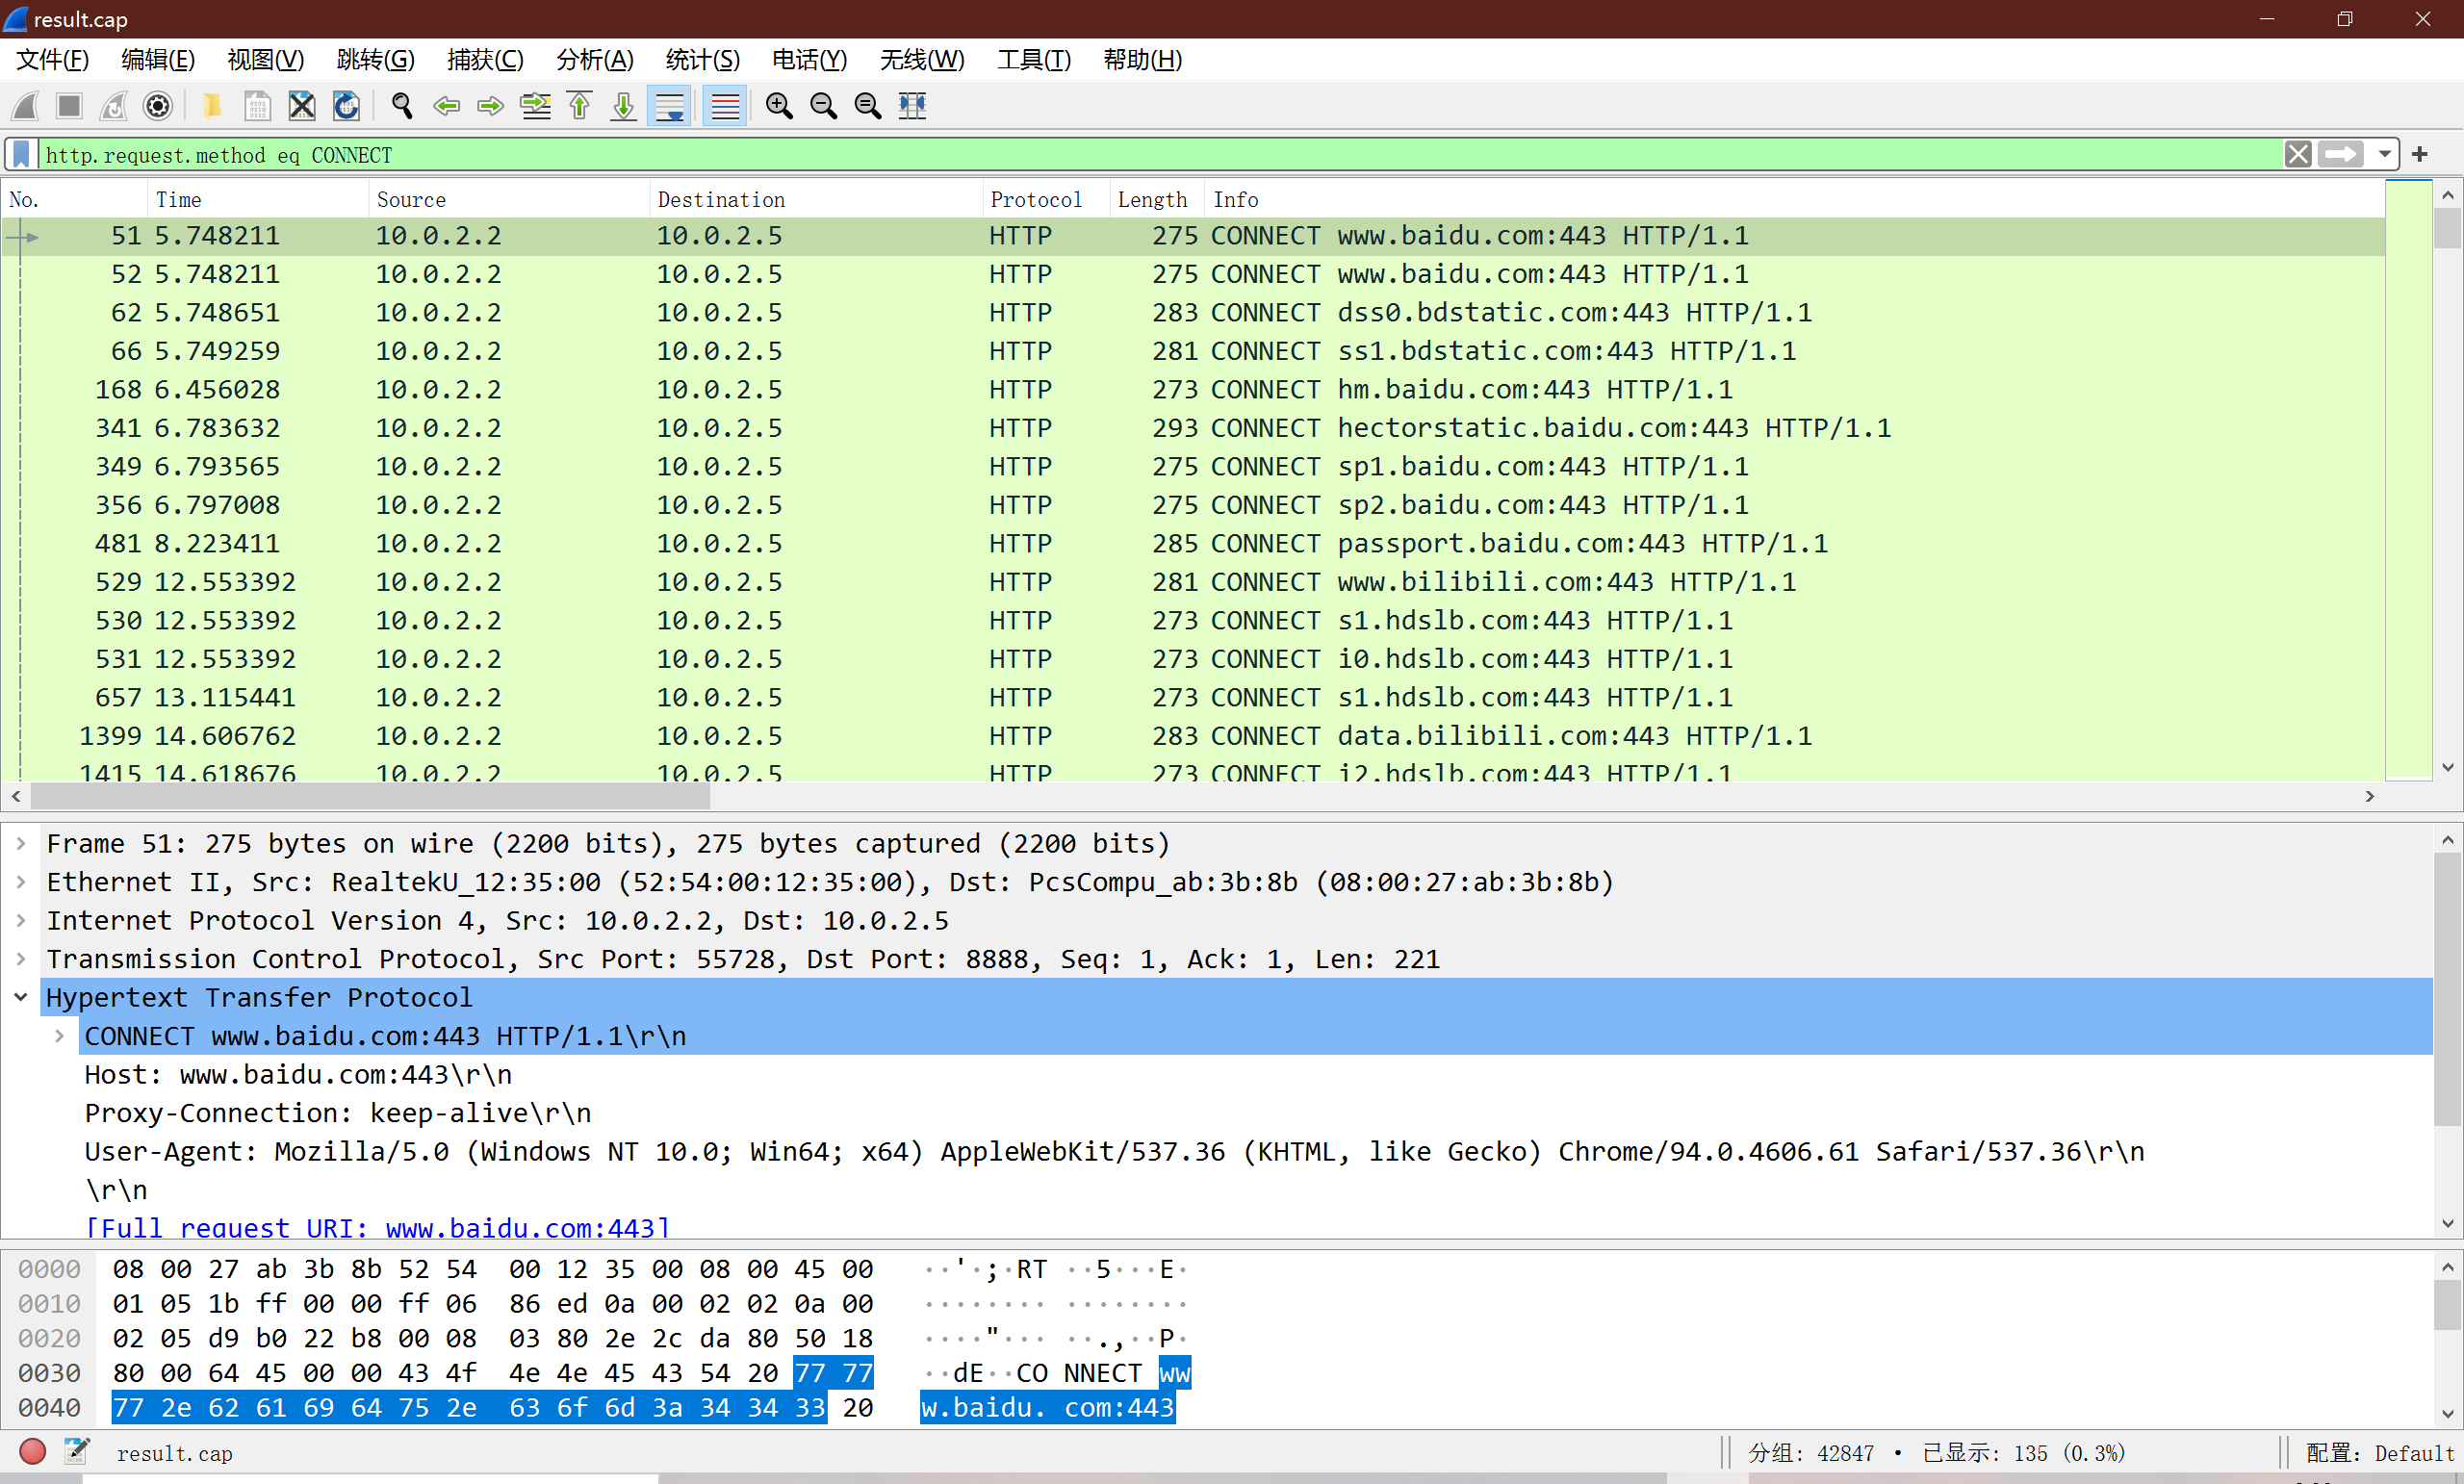 result.cap
文件(F) 编辑(E) 视图(V) 跳转(G) 捕获(C) 分析(A) 统计(S) 电话(Y) 无线(W) 工具(T) 帮助(H)
http.request.method eq CONNECT
No. Time Source Destination Protocol Length Info
51 5.748211 10.0.2.2 10.0.2.5 HTTP 275 CONNECT www.baidu.com:443 HTTP/1.1
52 5.748211 10.0.2.2 10.0.2.5 HTTP 275 CONNECT www.baidu.com:443 HTTP/1.1
62 5.748651 10.0.2.2 10.0.2.5 HTTP 283 CONNECT dss0.bdstatic.com:443 HTTP/1.1
66 5.749259 10.0.2.2 10.0.2.5 HTTP 281 CONNECT ss1.bdstatic.com:443 HTTP/1.1
168 6.456028 10.0.2.2 10.0.2.5 HTTP 273 CONNECT hm.baidu.com:443 HTTP/1.1
341 6.783632 10.0.2.2 10.0.2.5 HTTP 293 CONNECT hectorstatic.baidu.com:443 HTTP/1.1
349 6.793565 10.0.2.2 10.0.2.5 HTTP 275 CONNECT sp1.baidu.com:443 HTTP/1.1
356 6.797008 10.0.2.2 10.0.2.5 HTTP 275 CONNECT sp2.baidu.com:443 HTTP/1.1
481 8.223411 10.0.2.2 10.0.2.5 HTTP 285 CONNECT passport.baidu.com:443 HTTP/1.1
529 12.553392 10.0.2.2 10.0.2.5 HTTP 281 CONNECT www.bilibili.com:443 HTTP/1.1
530 12.553392 10.0.2.2 10.0.2.5 HTTP 273 CONNECT s1.hdslb.com:443 HTTP/1.1
531 12.553392 10.0.2.2 10.0.2.5 HTTP 273 CONNECT i0.hdslb.com:443 HTTP/1.1
657 13.115441 10.0.2.2 10.0.2.5 HTTP 273 CONNECT s1.hdslb.com:443 HTTP/1.1
1399 14.606762 10.0.2.2 10.0.2.5 HTTP 283 CONNECT data.bilibili.com:443 HTTP/1.1
1415 14.618676 10.0.2.2 10.0.2.5 HTTP 273 CONNECT i2.hdslb.com:443 HTTP/1.1
Frame 51: 275 bytes on wire (2200 bits), 275 bytes captured (2200 bits)
Ethernet II, Src: RealtekU_12:35:00 (52:54:00:12:35:00), Dst: PcsCompu_ab:3b:8b (08:00:27:ab:3b:8b)
Internet Protocol Version 4, Src: 10.0.2.2, Dst: 10.0.2.5
Transmission Control Protocol, Src Port: 55728, Dst Port: 8888, Seq: 1, Ack: 1, Len: 221
Hypertext Transfer Protocol
CONNECT www.baidu.com:443 HTTP/1.1\r\n
Host: www.baidu.com:443\r\n
Proxy-Connection: keep-alive\r\n
User-Agent: Mozilla/5.0 (Windows NT 10.0; Win64; x64) AppleWebKit/537.36 (KHTML, like Gecko) Chrome/94.0.4606.61 Safari/537.36\r\n
\r\n
[Full request URI: www.baidu.com:443]
0000 08 00 27 ab 3b 8b 52 54 00 12 35 00 08 00 45 00 ··'·;·RT ··5···E·
0010 01 05 1b ff 00 00 ff 06 86 ed 0a 00 02 02 0a 00 ········ ········
0020 02 05 d9 b0 22 b8 00 08 03 80 2e 2c da 80 50 18 ····"··· ··.,··P·
0030 80 00 64 45 00 00 43 4f 4e 4e 45 43 54 20 77 77 ··dE··CO NNECT ww
0040 77 2e 62 61 69 64 75 2e 63 6f 6d 3a 34 34 33 20 w.baidu. com:443
result.cap 分组: 42847 · 已显示: 135 (0.3%) 配置: Default